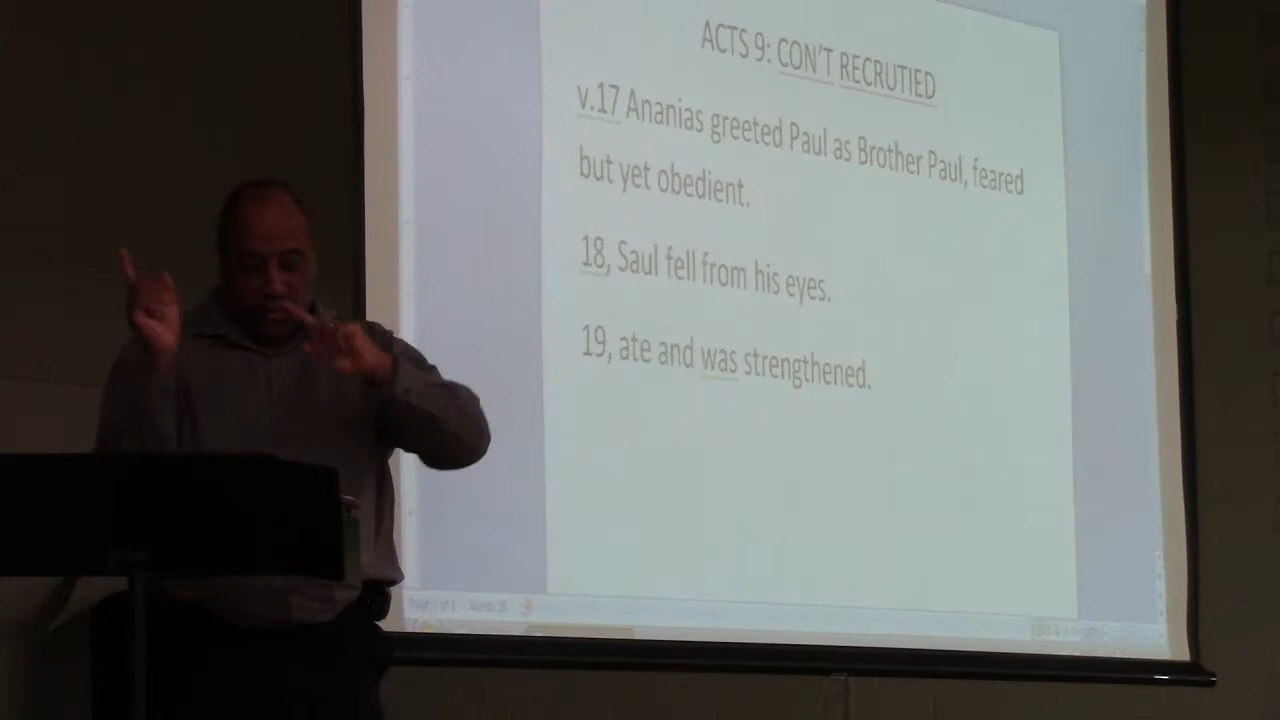 ACTS 9: CON'T RECRUTIED
v.17 Ananias greeted Paul as Brother Paul, feared
but yet obedient.
18, Saul fell from his eyes.
19, ate and was strengthened.